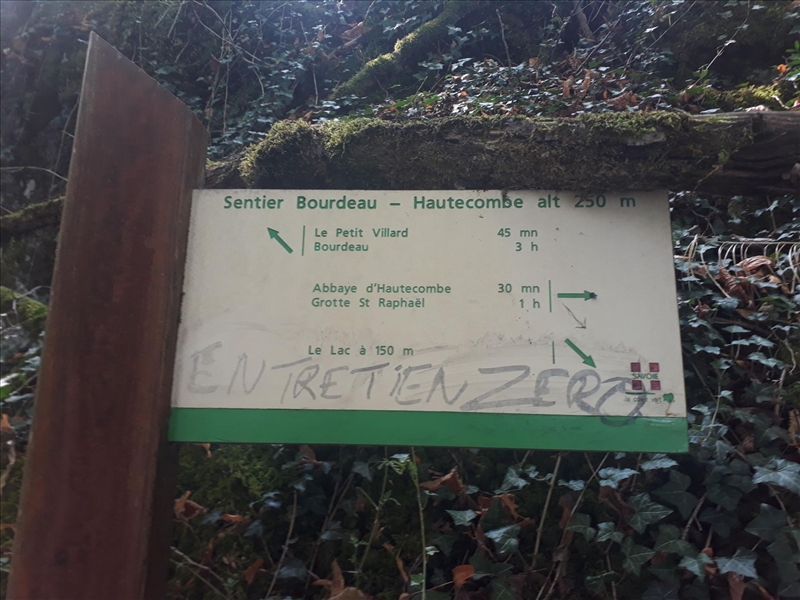 Sentier Bourdeau – Hautecombe alt 250 m
Le Petit Villard 45 mn
Bourdeau 3 h
Abbaye d'Hautecombe 30 mn
Grotte St Raphaël 1 h
Le Lac à 150 m
ENTRETIEN ZERO
SAVOIE